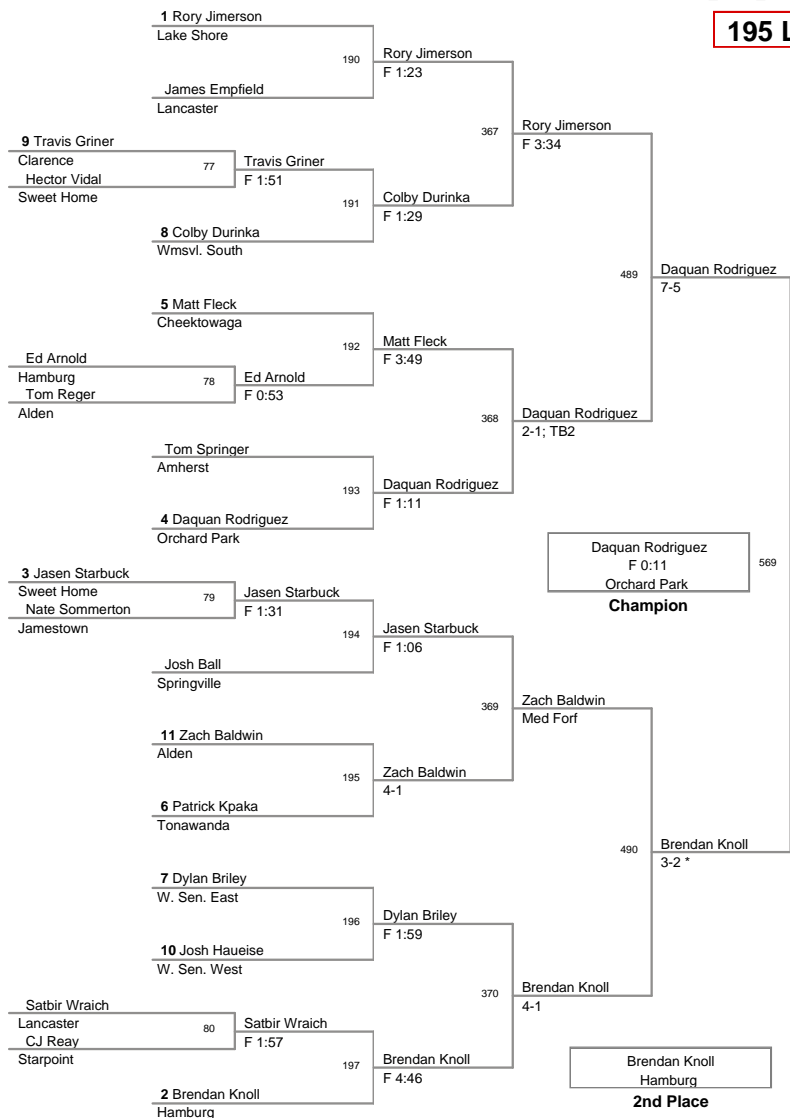 195 L
1 Rory Jimerson
Lake Shore
190
Rory Jimerson
F 1:23
James Empfield
Lancaster
367
Rory Jimerson
F 3:34
9 Travis Griner
Clarence
77
Travis Griner
F 1:51
Hector Vidal
Sweet Home
191
Colby Durinka
F 1:29
8 Colby Durinka
Wmsvl. South
489
Daquan Rodriguez
7-5
5 Matt Fleck
Cheektowaga
192
Matt Fleck
F 3:49
Ed Arnold
Hamburg
78
Ed Arnold
F 0:53
Tom Reger
Alden
368
Daquan Rodriguez
2-1; TB2
Tom Springer
Amherst
193
Daquan Rodriguez
F 1:11
4 Daquan Rodriguez
Orchard Park
Daquan Rodriguez
F 0:11
Orchard Park
569
Champion
3 Jasen Starbuck
Sweet Home
79
Jasen Starbuck
F 1:31
Nate Sommerton
Jamestown
194
Jasen Starbuck
F 1:06
Josh Ball
Springville
369
Zach Baldwin
Med Forf
11 Zach Baldwin
Alden
195
Zach Baldwin
4-1
6 Patrick Kpaka
Tonawanda
490
Brendan Knoll
3-2 *
7 Dylan Briley
W. Sen. East
196
Dylan Briley
F 1:59
10 Josh Haueise
W. Sen. West
370
Brendan Knoll
4-1
Satbir Wraich
Lancaster
80
Satbir Wraich
F 1:57
CJ Reay
Starpoint
197
Brendan Knoll
F 4:46
2 Brendan Knoll
Hamburg
Brendan Knoll
Hamburg
2nd Place